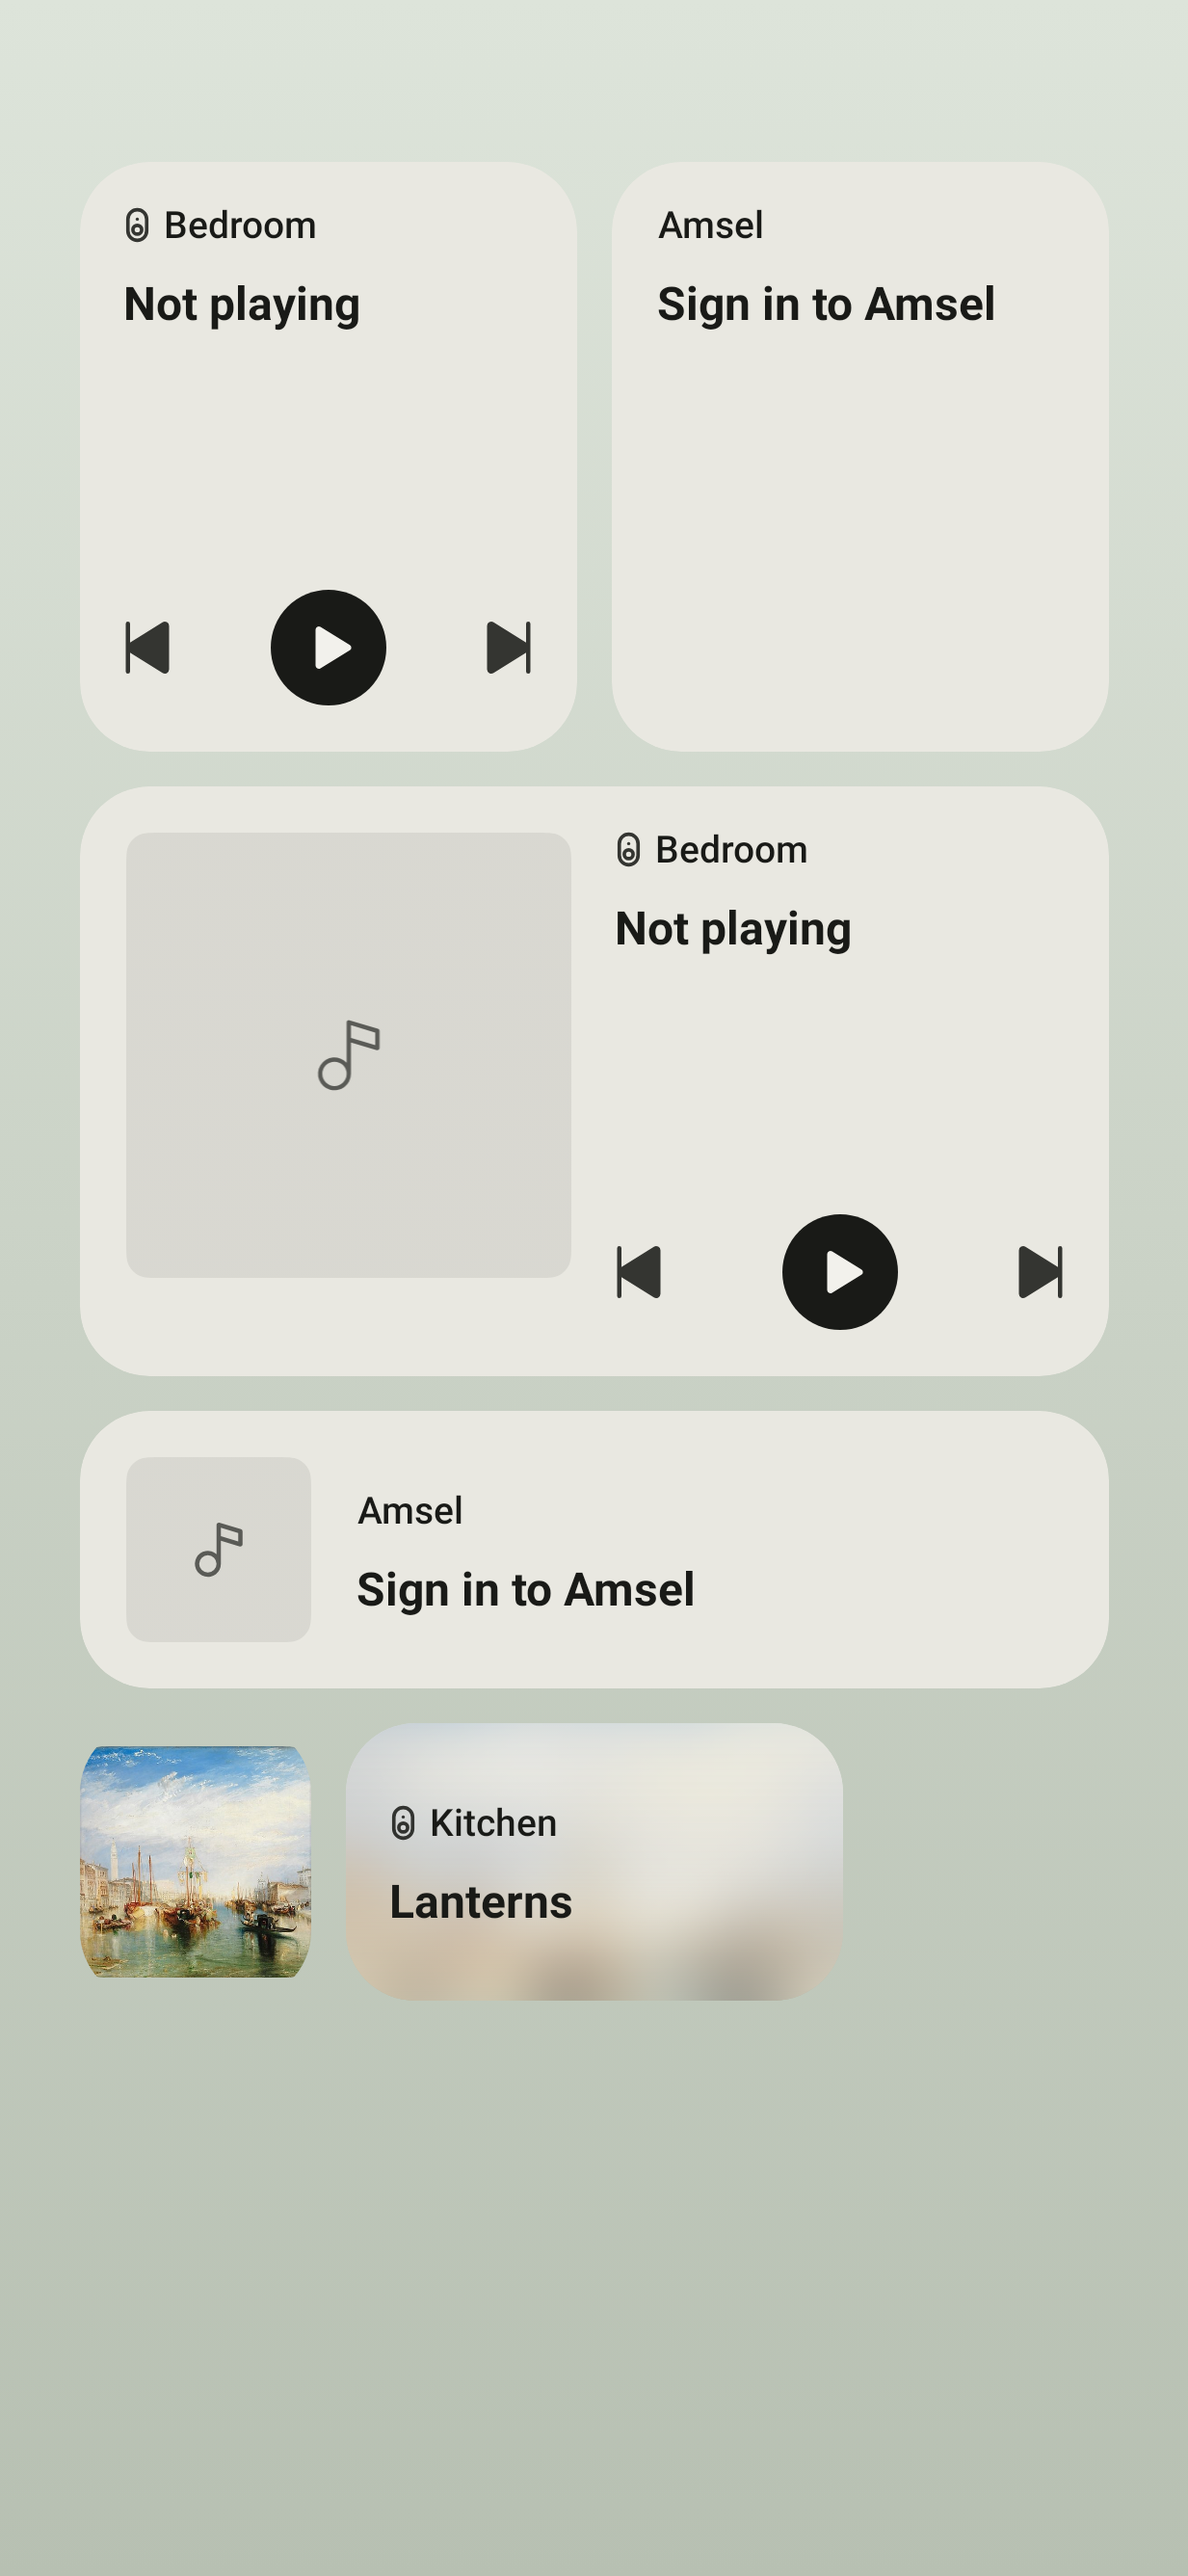 Bedroom
Not playing
Amsel
Sign in to Amsel
Bedroom
Not playing
Amsel
Sign in to Amsel
Kitchen
Lanterns